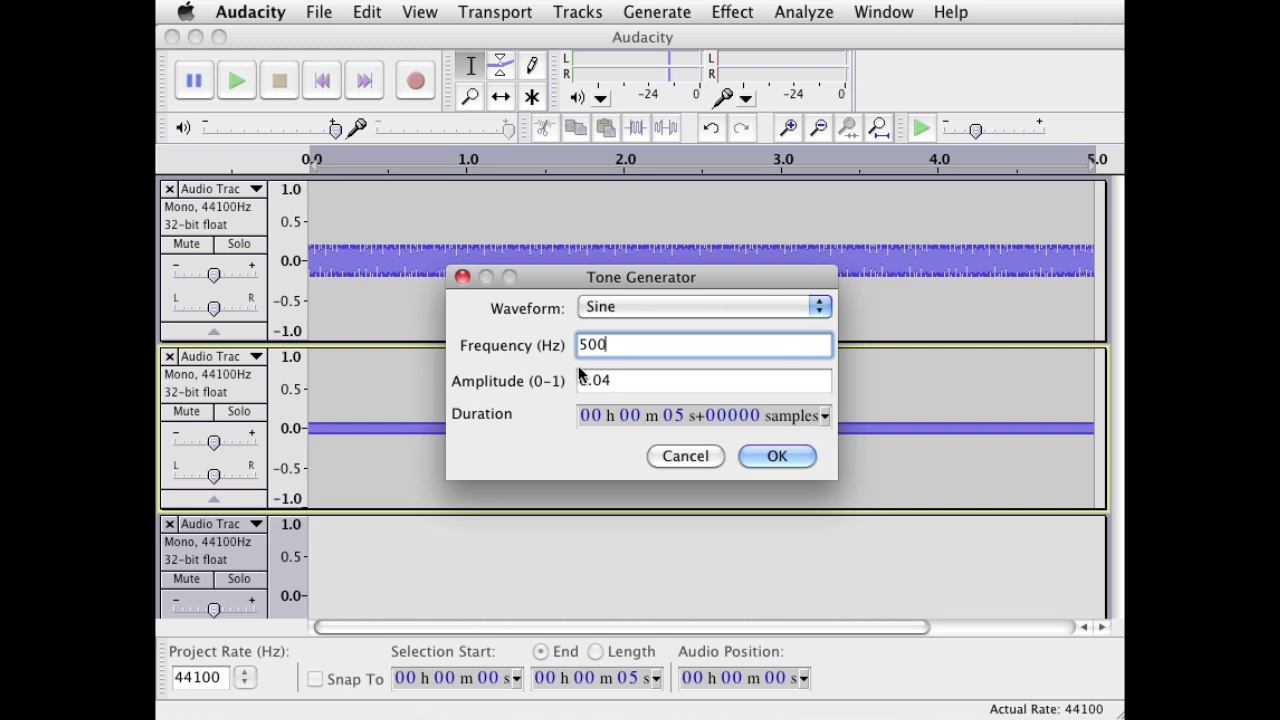 Audacity File Edit View Transport Tracks Generate Effect Analyze Window Help
Audacity
L
R
-24 0
L
R
-24 0
0.0 1.0 2.0 3.0 4.0 5.0
Audio Trac
Mono, 44100Hz
32-bit float
Mute Solo
- +
L R
1.0
0.5
0.0
-0.5
-1.0
Tone Generator
Waveform: Sine
Frequency (Hz) 500
Amplitude (0-1) .04
Duration 00 h 00 m 05 s+00000 samples
Cancel OK
Audio Trac
Mono, 44100Hz
32-bit float
Mute Solo
- +
L R
1.0
0.5
0.0
-0.5
-1.0
Audio Trac
Mono, 44100Hz
32-bit float
Mute Solo
- +
1.0
0.5
0.0
Project Rate (Hz): Selection Start: End Length Audio Position:
44100 Snap To 00 h 00 m 00 s 00 h 00 m 05 s 00 h 00 m 00 s
Actual Rate: 44100